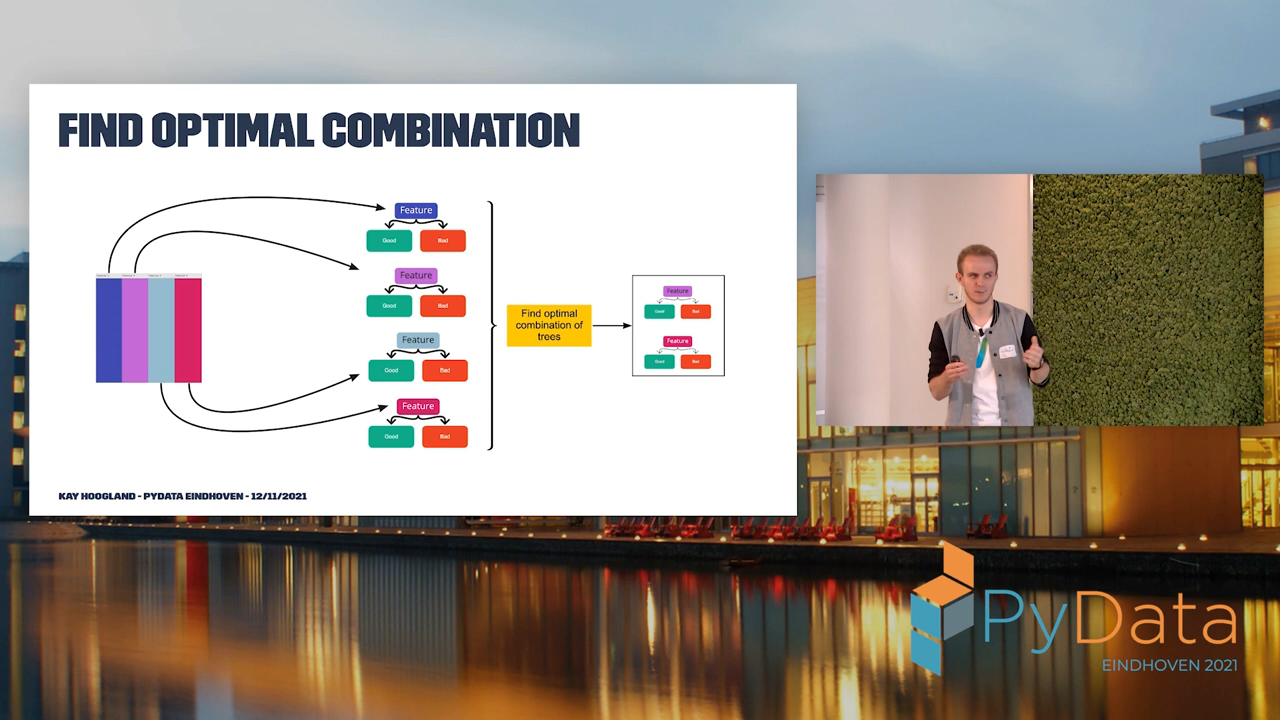 FIND OPTIMAL COMBINATION
Feature
Good Bad
Feature
Good Bad
Feature
Good Bad
Feature
Good Bad
Find optimal
combination of
trees
Feature
Good Bad
Feature
Good Bad
KAY HOOGLAND - PYDATA EINDHOVEN - 12/11/2021
PyData
EINDHOVEN 2021